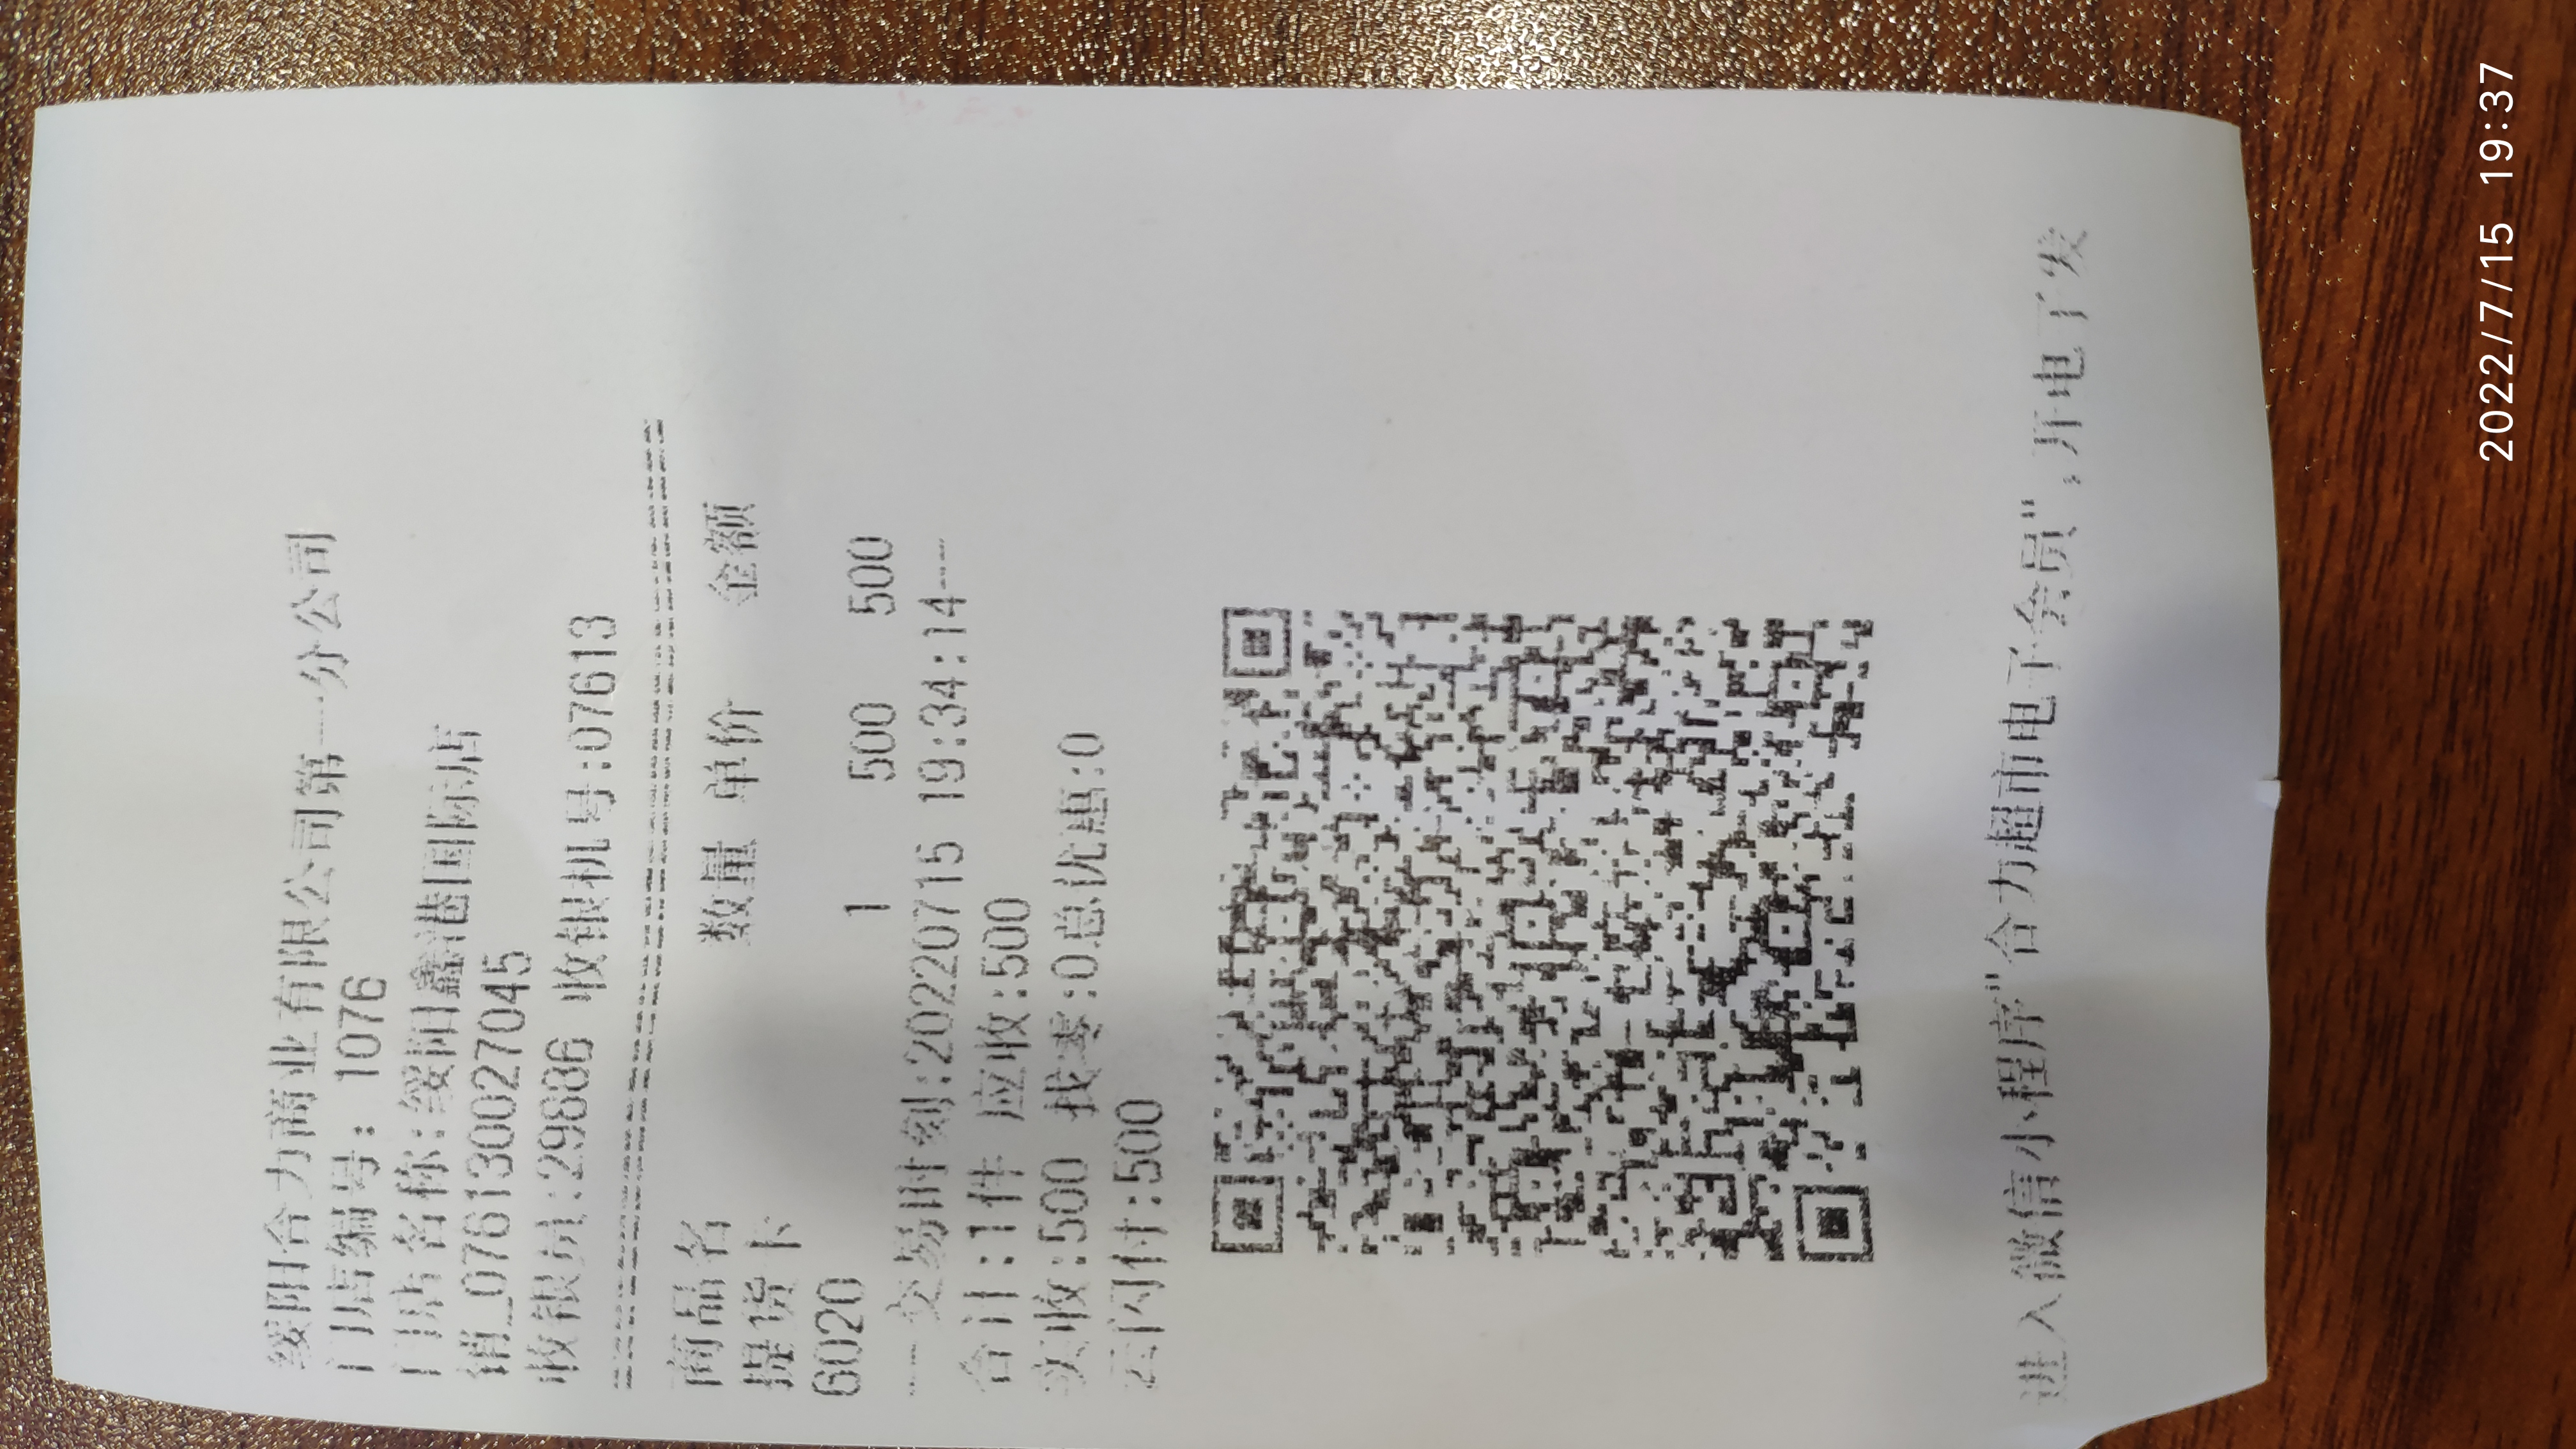 绥阳合力商业有限公司第一分公司
门店编号: 1076
门店名称:绥阳鑫港国际店
销_0761300027045
收银员:29886 收银机号:07613
商品名 数量 单价 金额
提货卡
6020 1 500 500
--交易时刻:20220715 19:34:14--
合计:1件 应收:500
实收:500 找零:0总优惠:0
云闪付:500
进入微信小程序"合力超市电子会员",开电子发
2022/7/15 19:37